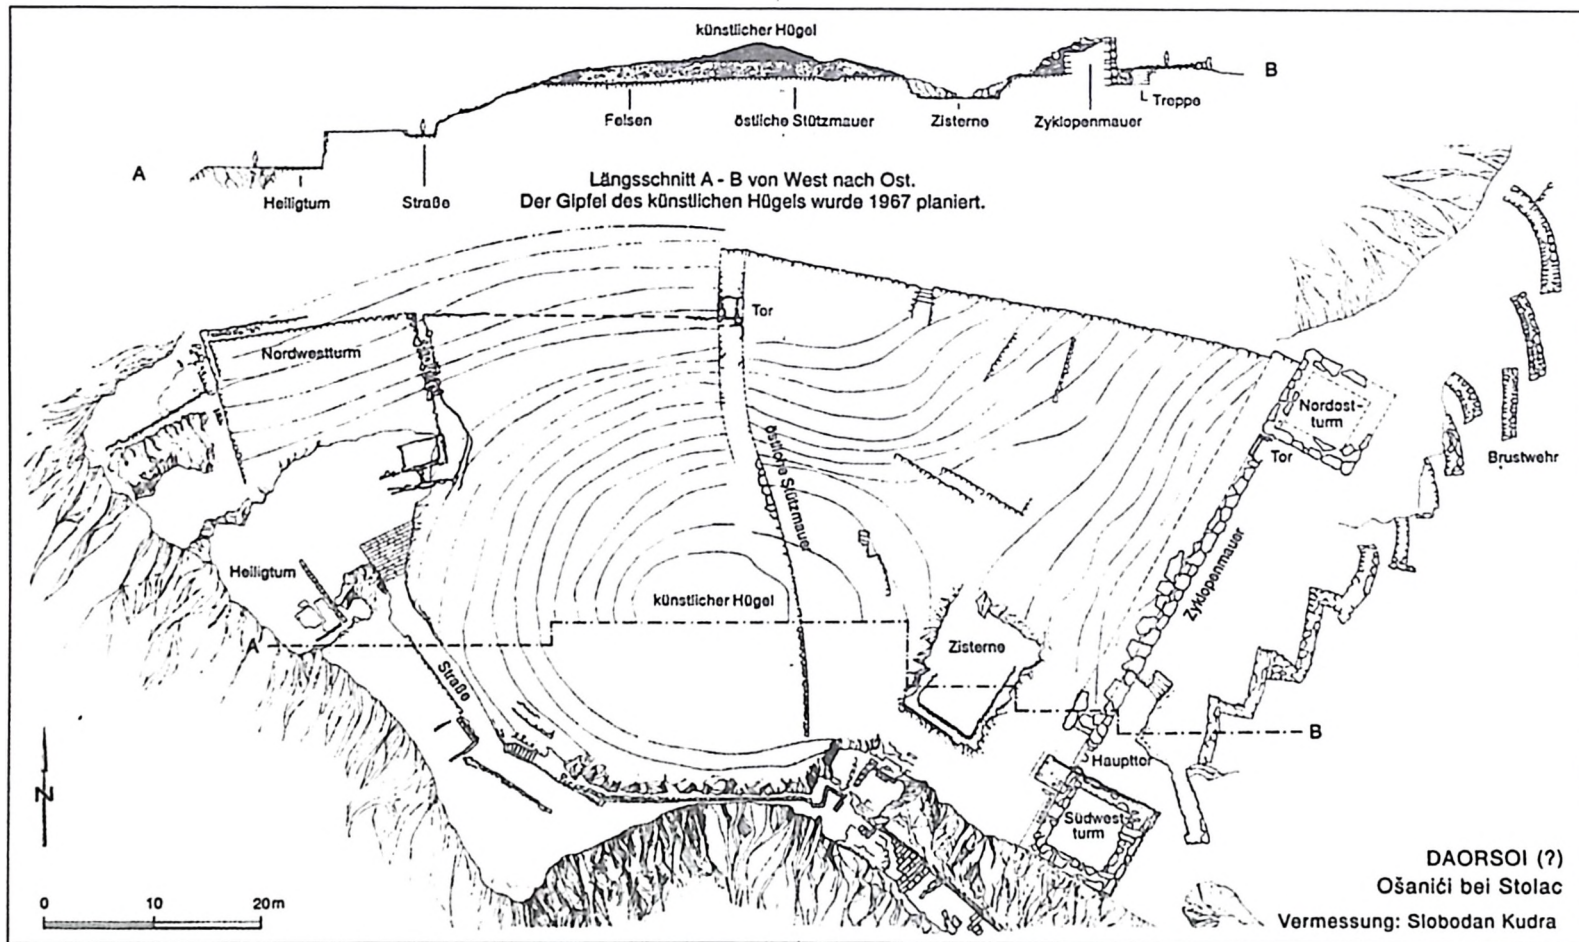 künstlicher Hügel
B
Felsen
östliche Stützmauer
Zisterne
Zyklopenmauer
Treppe
A
Heiligtum
Straße
Längsschnitt A - B von West nach Ost.
Der Gipfel des künstlichen Hügels wurde 1967 planiert.
Nordwestturm
Tor
Nordost-
turm
Tor
Brustwehr
östliche Stützmauer
Zyklopenmauer
Heiligtum
künstlicher Hügel
A
Zisterne
Straße
B
Haupttor
Südwest
turm
N
0 10 20m
DAORSOI (?)
Ošanići bei Stolac
Vermessung: Slobodan Kudra